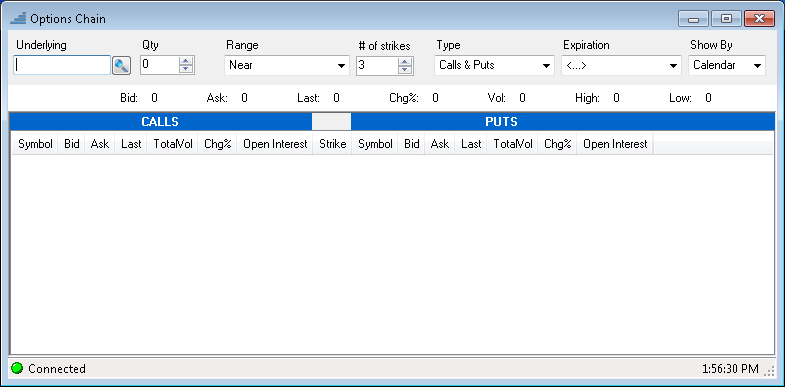 Options Chain
Underlying Qty Range # of strikes Type Expiration Show By
0 Near 3 Calls & Puts <...> Calendar
Bid: 0 Ask: 0 Last: 0 Chg%: 0 Vol: 0 High: 0 Low: 0
CALLS PUTS
Symbol Bid Ask Last TotalVol Chg% Open Interest Strike Symbol Bid Ask Last TotalVol Chg% Open Interest
Connected 1:56:30 PM